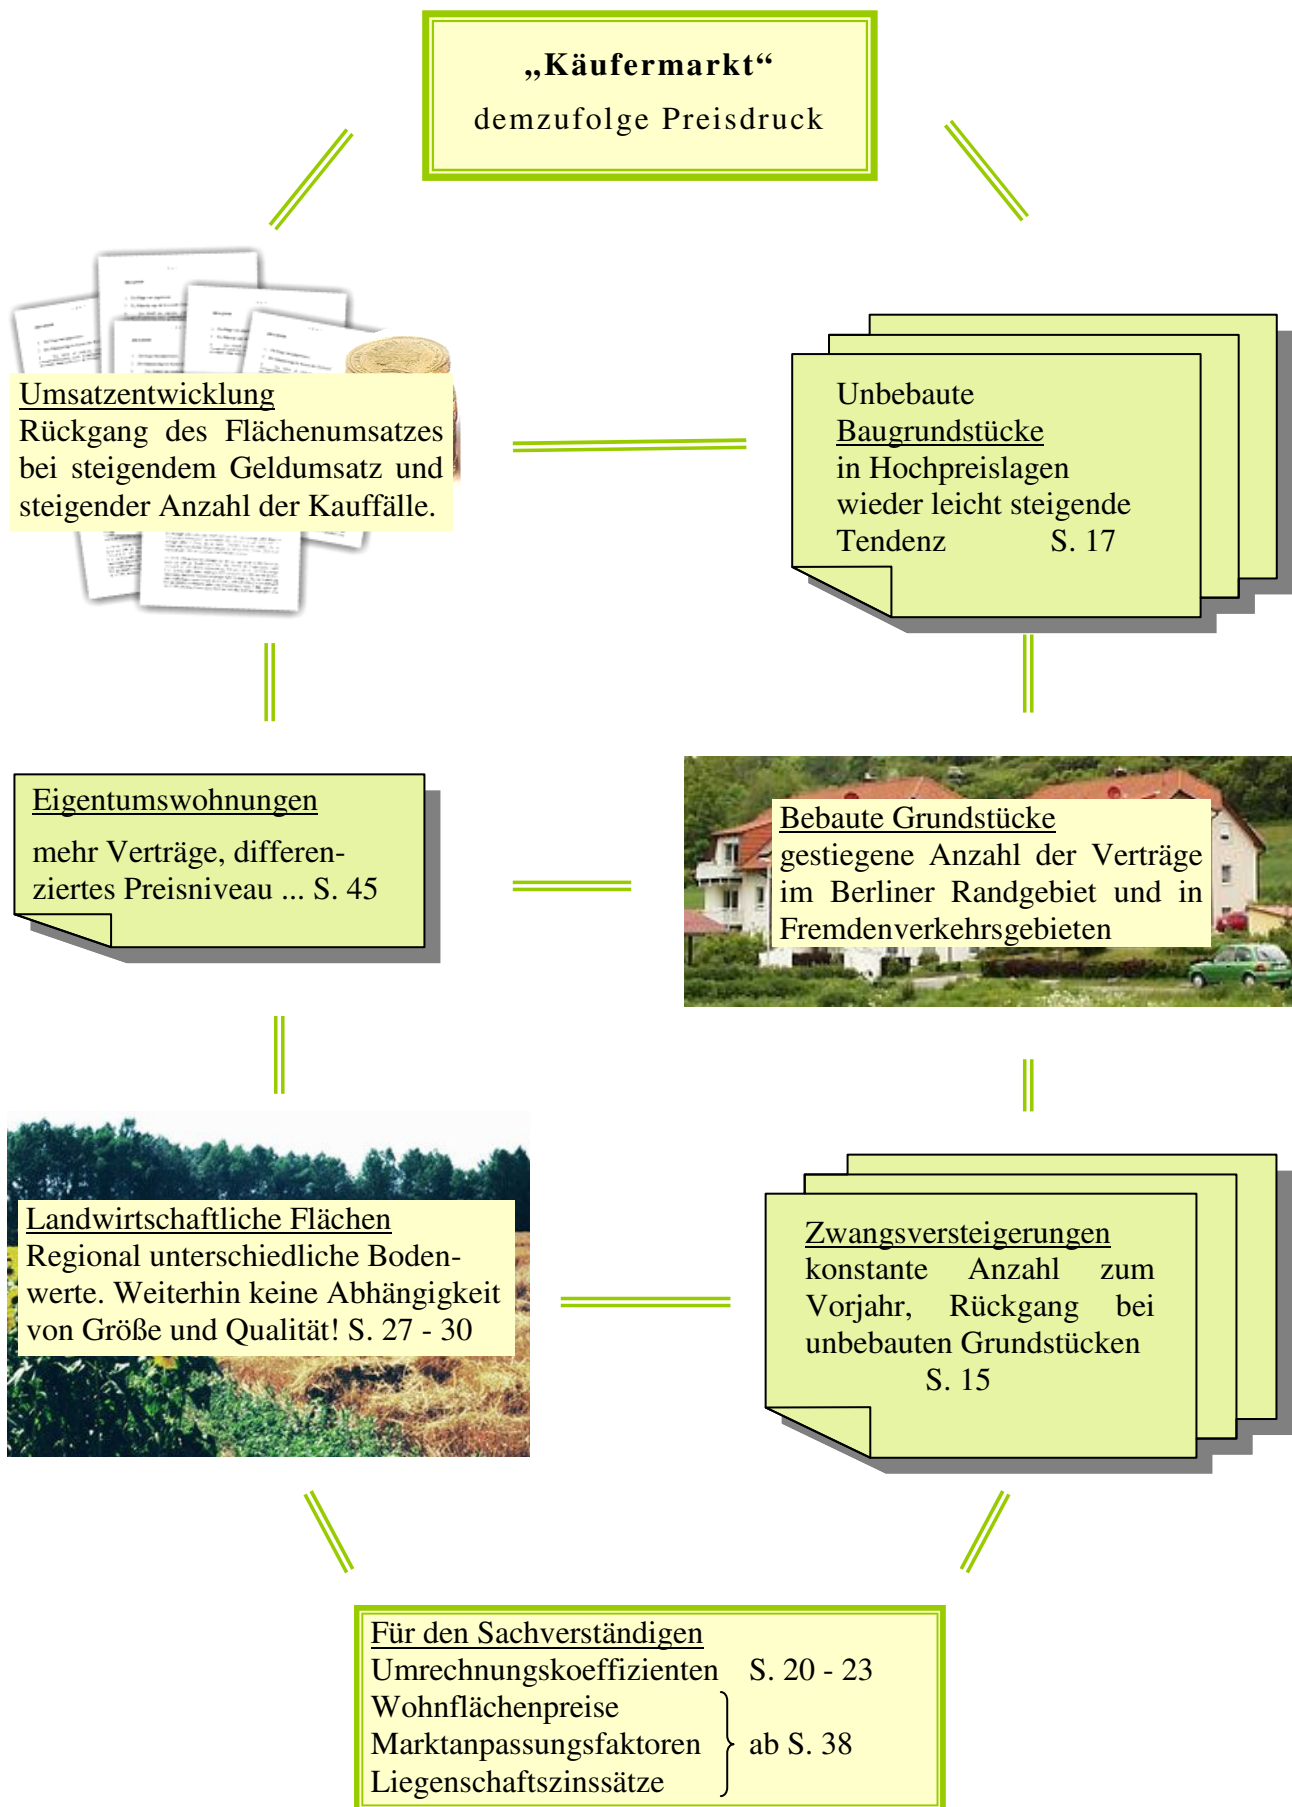 „Käufermarkt“
demzufolge Preisdruck
Umsatzentwicklung
Rückgang des Flächenumsatzes
bei steigendem Geldumsatz und
steigender Anzahl der Kauffälle.
Unbebaute
Baugrundstücke
in Hochpreislagen
wieder leicht steigende
Tendenz S. 17
Eigentumswohnungen
mehr Verträge, differen-
ziertes Preisniveau ... S. 45
Bebaute Grundstücke
gestiegene Anzahl der Verträge
im Berliner Randgebiet und in
Fremdenverkehrsgebieten
Landwirtschaftliche Flächen
Regional unterschiedliche Boden-
werte. Weiterhin keine Abhängigkeit
von Größe und Qualität! S. 27 - 30
Zwangsversteigerungen
konstante Anzahl zum
Vorjahr, Rückgang bei
unbebauten Grundstücken
S. 15
Für den Sachverständigen
Umrechnungskoeffizienten S. 20 - 23
Wohnflächenpreise
Marktanpassungsfaktoren ab S. 38
Liegenschaftszinssätze